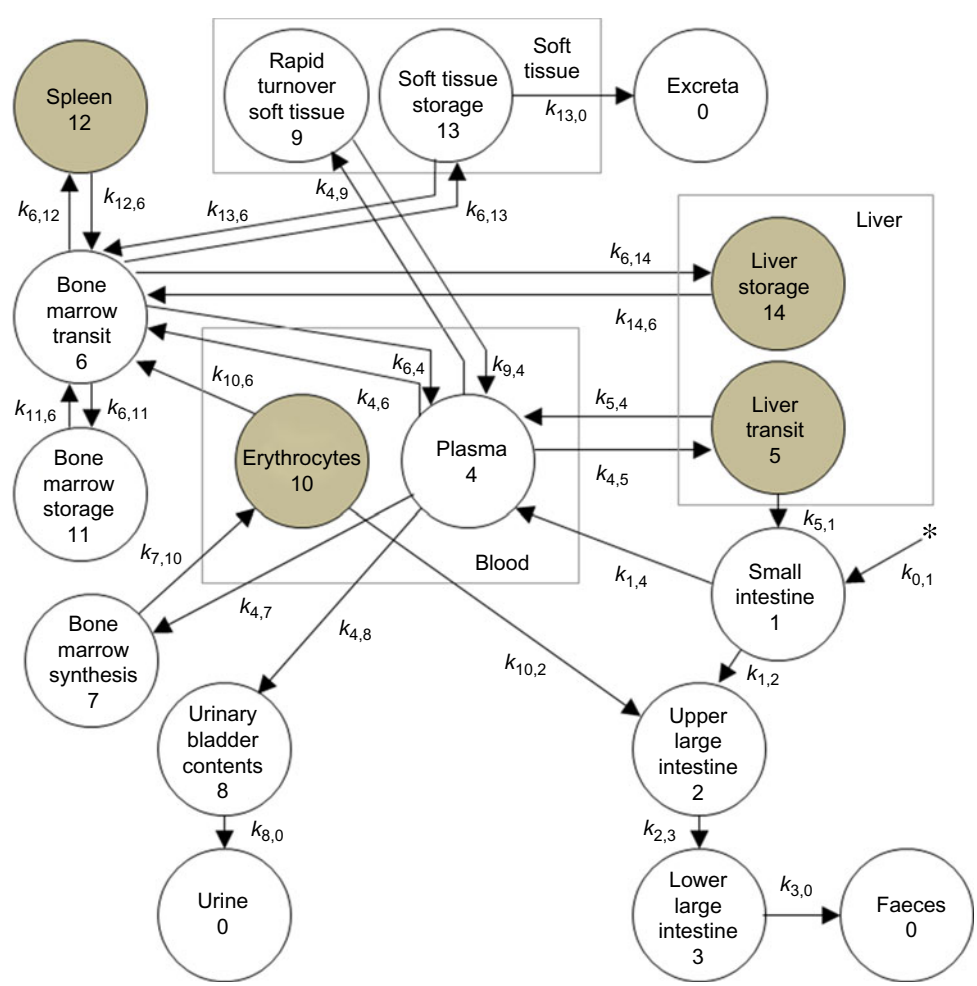 Spleen
12
Rapid
turnover
soft tissue
9
Soft tissue
storage
13
Soft
tissue
k13,0
Excreta
0
k6,12
k12,6
k13,6
k4,9
k6,13
Liver
Bone
marrow
transit
6
k6,14
k14,6
Liver
storage
14
k10,6
k6,4
k4,6
k9,4
k5,4
k4,5
Liver
transit
5
k11,6
k6,11
Bone
marrow
storage
11
Erythrocytes
10
Plasma
4
k5,1
*
k0,1
k7,10
Blood
k1,4
Small
intestine
1
Bone
marrow
synthesis
7
k4,7
k4,8
k10,2
k1,2
Urinary
bladder
contents
8
Upper
large
intestine
2
k8,0
k2,3
Urine
0
Lower
large
intestine
3
k3,0
Faeces
0